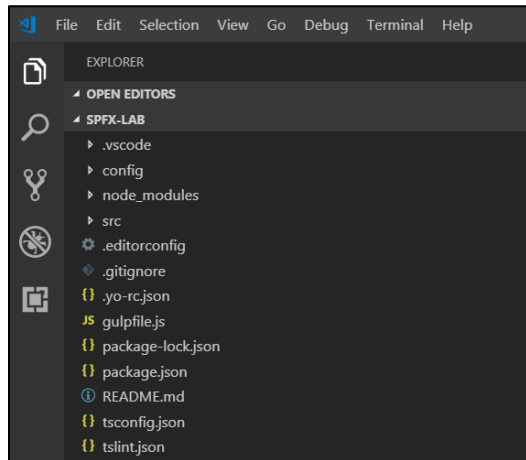 File Edit Selection View Go Debug Terminal Help
EXPLORER
OPEN EDITORS
SPFX-LAB
.vscode
config
node_modules
src
.editorconfig
.gitignore
{} .yo-rc.json
JS gulpfile.js
{} package-lock.json
{} package.json
README.md
{} tsconfig.json
{} tslint.json